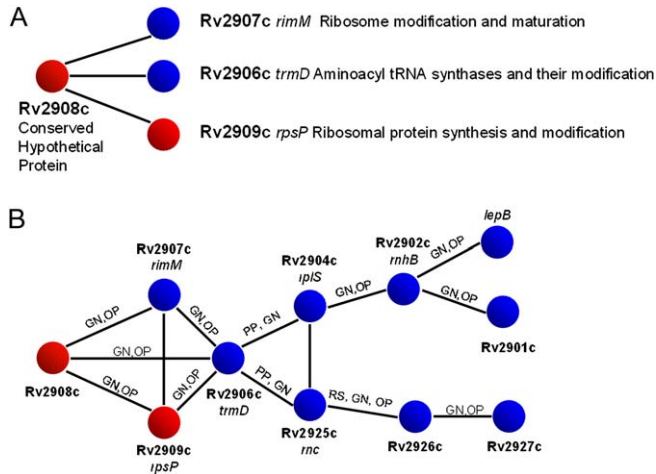 A
Rv2907c rimM Ribosome modification and maturation
Rv2906c trmD Aminoacyl tRNA synthases and their modification
Rv2908c
Conserved
Hypothetical
Protein
Rv2909c rpsP Ribosomal protein synthesis and modification
B
lepB
Rv2907c
rimM
Rv2904c
ıplS
Rv2902c
rnhB
GN,OP
GN,OP
GN,OP
PP, GN
GN,OP
GN,OP
GN,OP
Rv2901c
Rv2908c
GN,OP
GN,OP
Rv2906c
trmD
PP, GN
RS, GN, OP
GN,OP
Rv2909c
ıpsP
Rv2925c
rnc
Rv2926c
Rv2927c